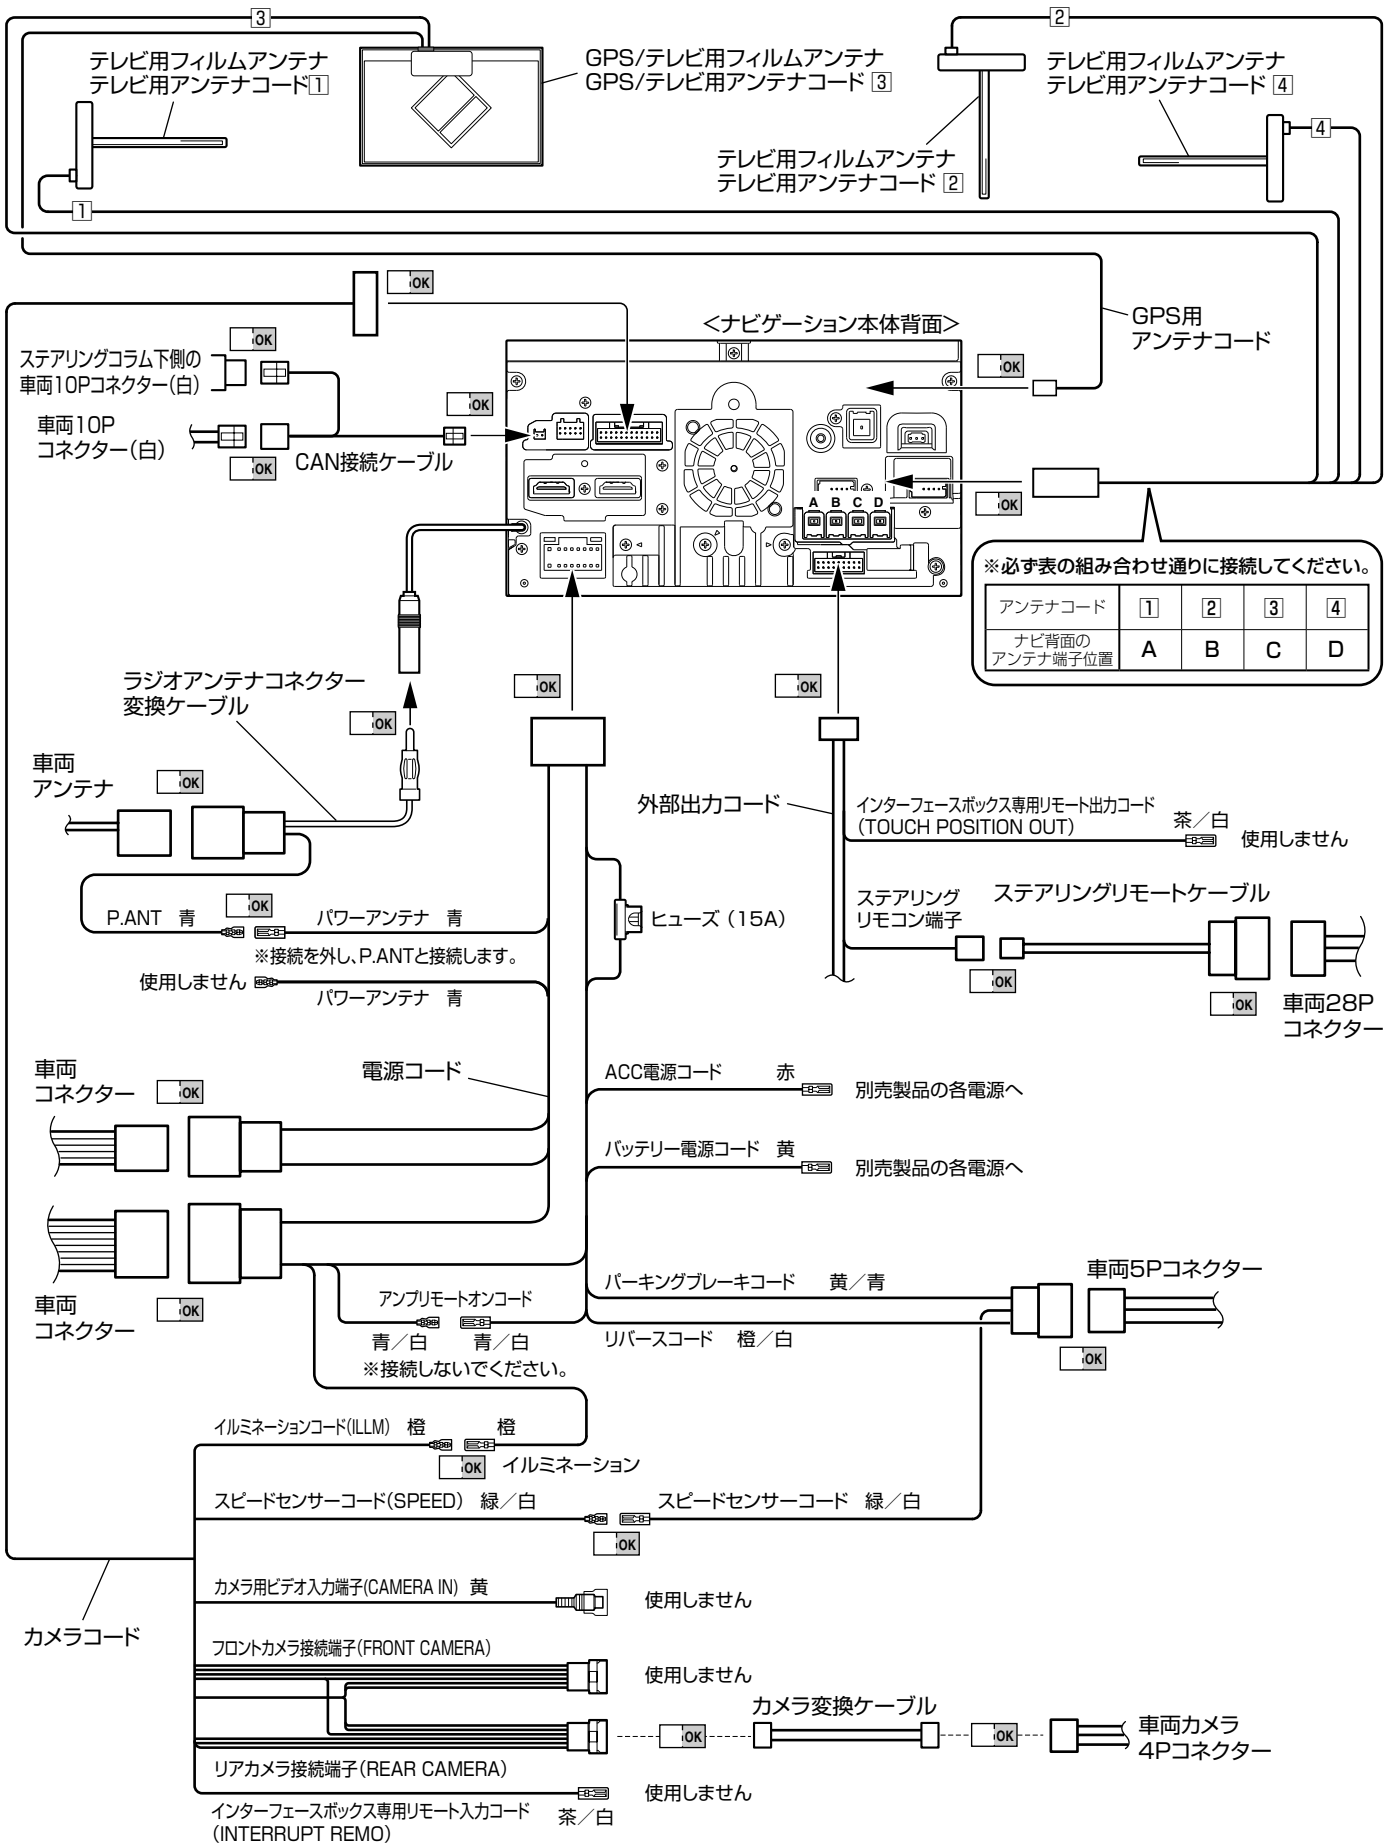 3
2
テレビ用フィルムアンテナ
テレビ用アンテナコード1
GPS/テレビ用フィルムアンテナ
GPS/テレビ用アンテナコード 3
テレビ用フィルムアンテナ
テレビ用アンテナコード 4
4
テレビ用フィルムアンテナ
テレビ用アンテナコード 2
1
OK
<ナビゲーション本体背面>
GPS用
アンテナコード
OK
ステアリングコラム下側の
車両10Pコネクター(白)
OK
OK
車両10P
コネクター(白)
OK
CAN接続ケーブル
OK
A B C D
※必ず表の組み合わせ通りに接続してください。
アンテナコード 1 2 3 4
ナビ背面の
アンテナ端子位置 A B C D
ラジオアンテナコネクター
変換ケーブル
OK
OK
OK
車両
アンテナ
OK
外部出力コード
インターフェースボックス専用リモート出力コード
(TOUCH POSITION OUT)
茶/白
使用しません
P.ANT 青
OK
パワーアンテナ 青
※接続を外し、P.ANTと接続します。
ヒューズ(15A)
ステアリング
リモコン端子
ステアリングリモートケーブル
使用しません
パワーアンテナ 青
OK
OK
車両28P
コネクター
車両
コネクター
OK
電源コード
ACC電源コード 赤
別売製品の各電源へ
バッテリー電源コード 黄
別売製品の各電源へ
車両
コネクター
OK
アンプリモートオンコード
青/白 青/白
※接続しないでください。
パーキングブレーキコード 黄/青
リバースコード 橙/白
車両5Pコネクター
OK
イルミネーションコード(ILLM) 橙 橙
OK
イルミネーション
スピードセンサーコード(SPEED) 緑/白
スピードセンサーコード 緑/白
OK
カメラコード
カメラ用ビデオ入力端子(CAMERA IN) 黄
使用しません
フロントカメラ接続端子(FRONT CAMERA)
使用しません
カメラ変換ケーブル
OK
OK
車両カメラ
4Pコネクター
リアカメラ接続端子(REAR CAMERA)
使用しません
インターフェースボックス専用リモート入力コード
(INTERRUPT REMO)
茶/白